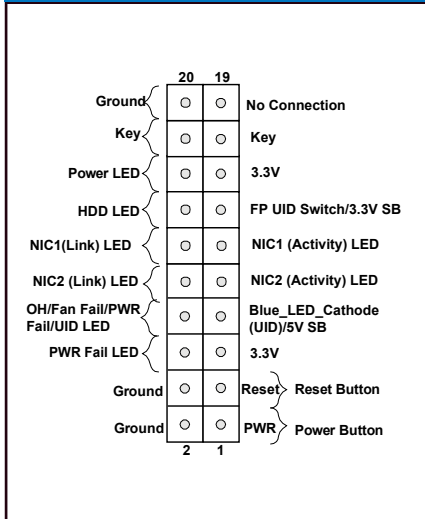 20 19
Ground No Connection
Key Key
Power LED 3.3V
HDD LED FP UID Switch/3.3V SB
NIC1(Link) LED NIC1 (Activity) LED
NIC2 (Link) LED NIC2 (Activity) LED
OH/Fan Fail/PWR Blue_LED_Cathode
Fail/UID LED (UID)/5V SB
PWR Fail LED 3.3V
Ground Reset Reset Button
Ground PWR Power Button
2 1